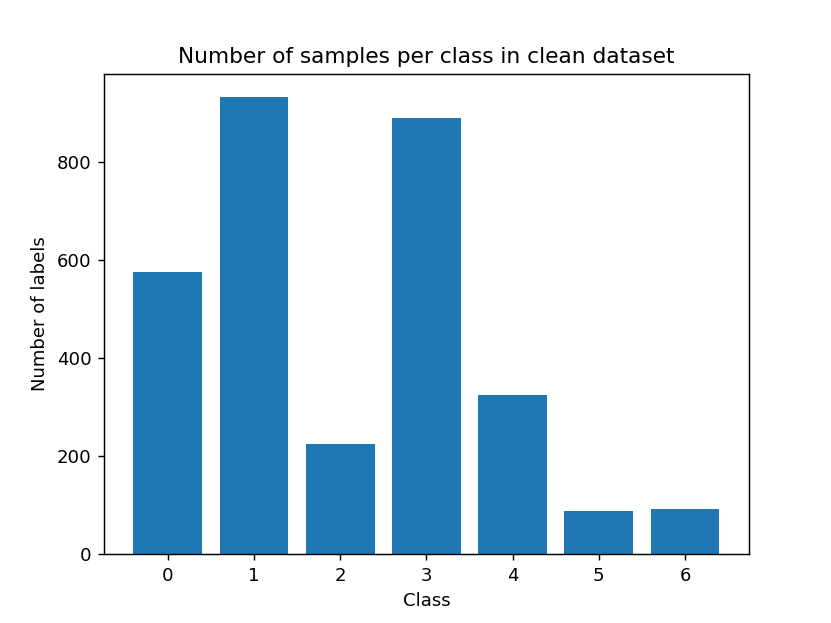 Number of samples per class in clean dataset
800
600
400
200
0
Number of labels
0 1 2 3 4 5 6
Class